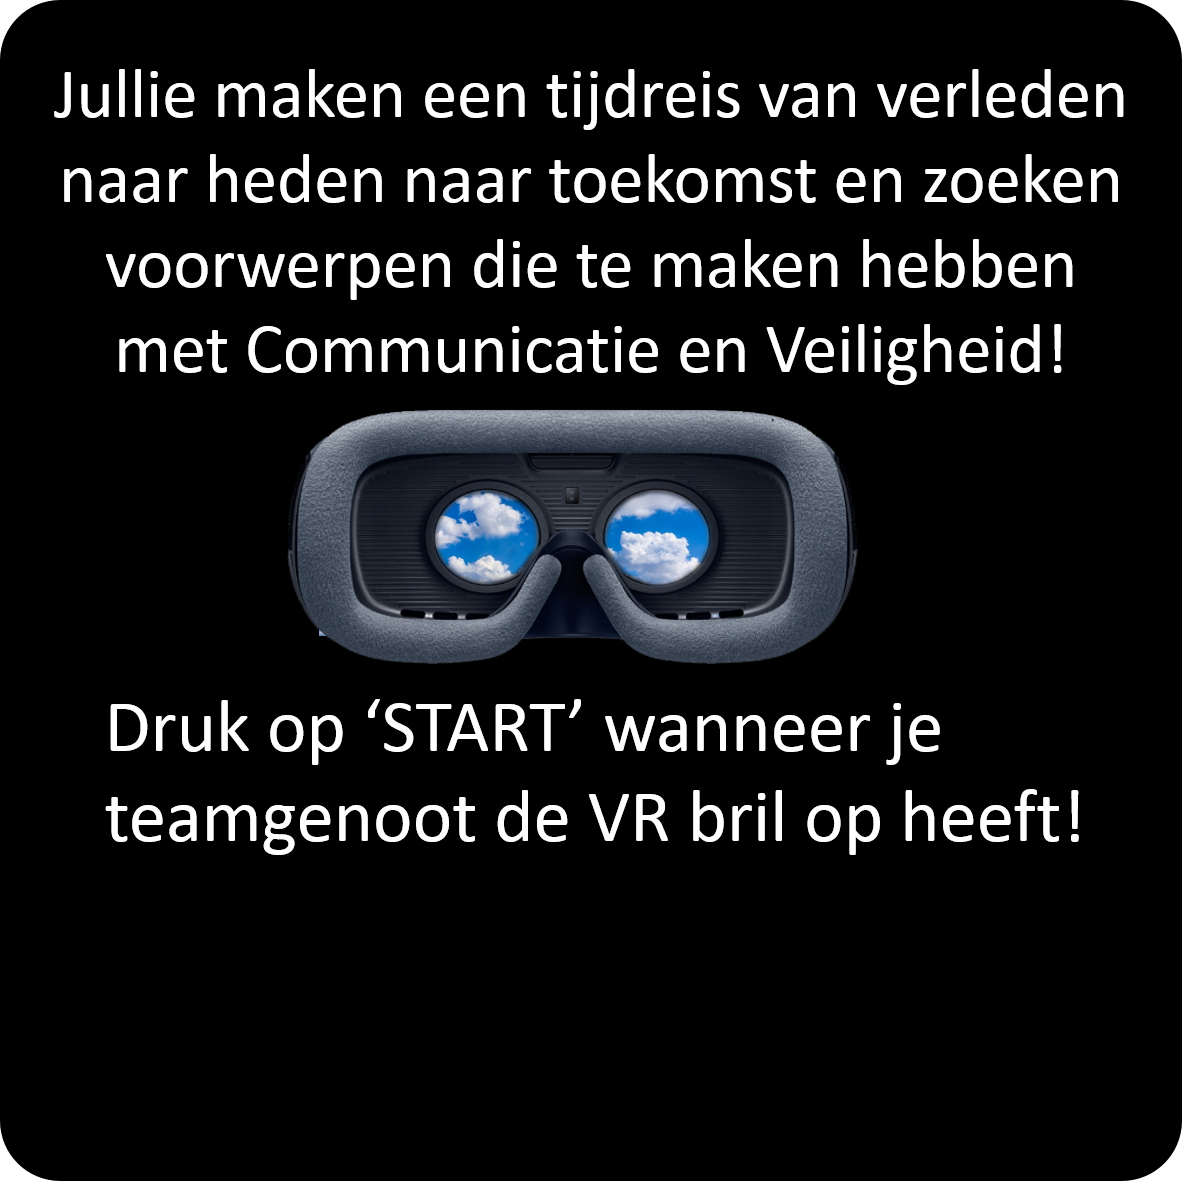 Jullie maken een tijdreis van verleden
naar heden naar toekomst en zoeken
voorwerpen die te maken hebben
met Communicatie en Veiligheid!
Druk op ‘START’ wanneer je
teamgenoot de VR bril op heeft!